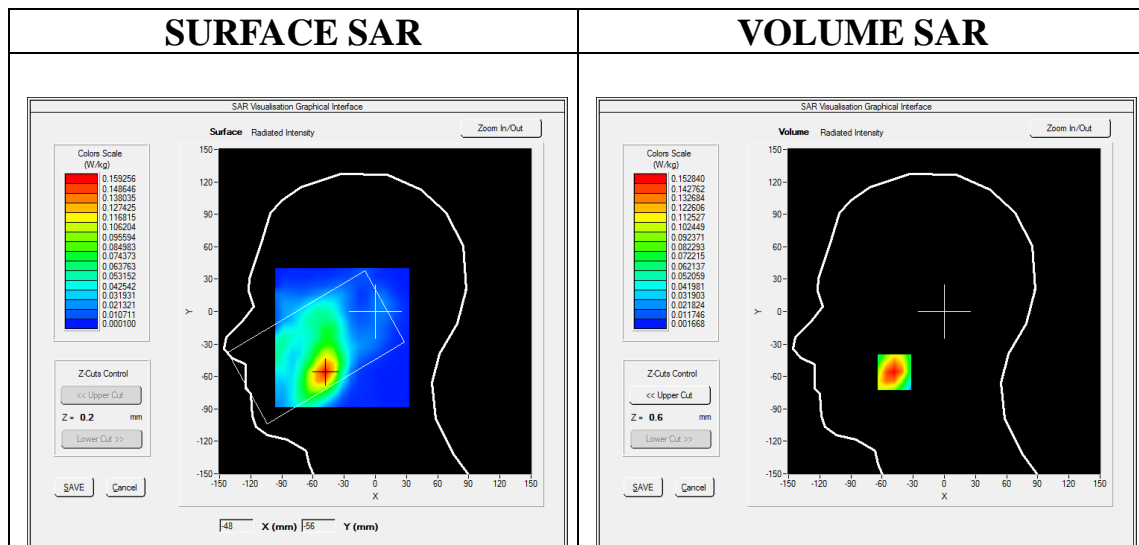 SURFACE SAR
SAR Visualisation Graphical Interface
Surface Radiated Intensity
Zoom In/Out
Colors Scale
(W/kg)
0.159256
0.148646
0.138035
0.127425
0.116815
0.106204
0.095594
0.084983
0.074373
0.063763
0.053152
0.042542
0.031931
0.021321
0.010711
0.000100
Z-Cuts Control
<< Upper Cut
Z = 0.2 mm
Lower Cut >>
SAVE Cancel
150
120
90
60
30
0
-30
-60
-90
-120
-150
Y
-150 -120 -90 -60 -30 0 30 60 90 120 150
X
-48 X (mm) -56 Y (mm)
VOLUME SAR
SAR Visualisation Graphical Interface
Volume Radiated Intensity
Zoom In/Out
Colors Scale
(W/kg)
0.152840
0.142762
0.132684
0.122606
0.112527
0.102449
0.092371
0.082293
0.072215
0.062137
0.052059
0.041981
0.031903
0.021824
0.011746
0.001668
Z-Cuts Control
<< Upper Cut
Z = 0.6 mm
Lower Cut >>
SAVE Cancel
150
120
90
60
30
0
-30
-60
-90
-120
-150
Y
-150 -120 -90 -60 -30 0 30 60 90 120 150
X